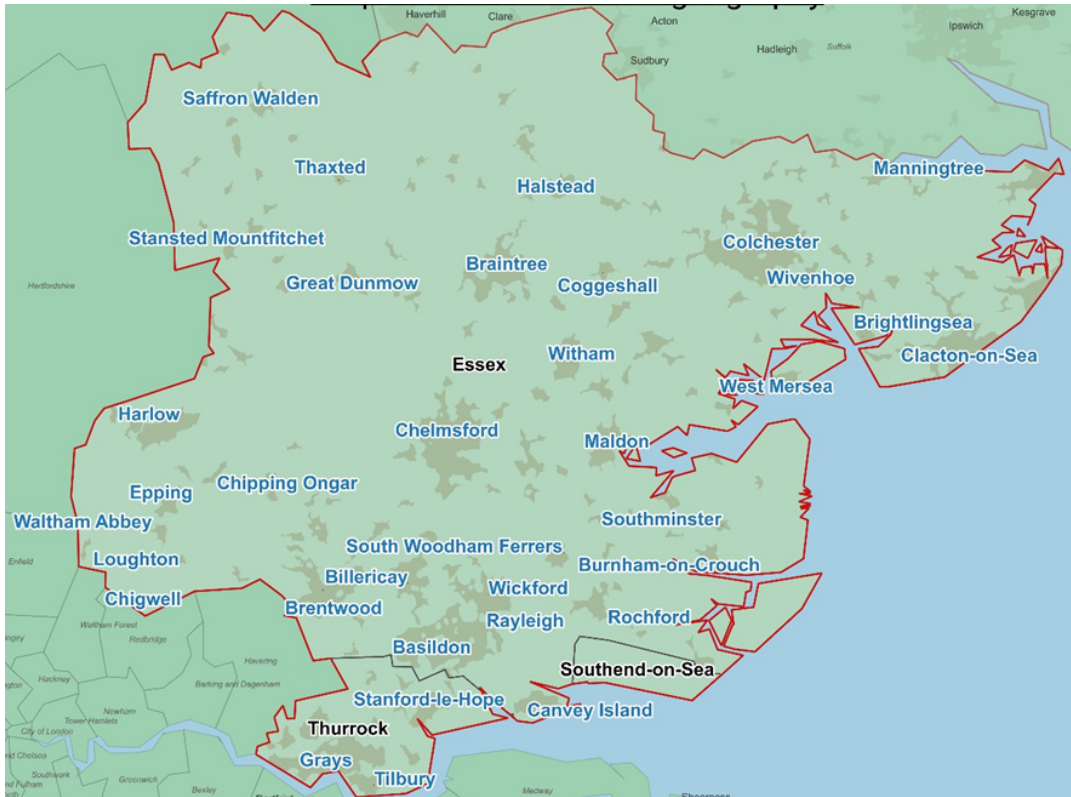 Haverhill
Clare
Acton
Kesgrave
Ipswich
Hadleigh
Suffolk
Sudbury
Saffron Walden
Thaxted
Manningtree
Halstead
Stansted Mountfitchet
Colchester
Braintree
Wivenhoe
Great Dunmow
Coggeshall
Hertfordshire
Brightlingsea
Witham
Clacton-on-Sea
Essex
West Mersea
Harlow
Chelmsford
Maldon
Chipping Ongar
Epping
Waltham Abbey
Southminster
South Woodham Ferrers
Enfield
Loughton
Burnham-on-Crouch
Billericay
Wickford
Chigwell
Brentwood
Rochford
Rayleigh
Waltham Forest
Redbridge
Basildon
Havering
Southend-on-Sea
Hackney
Barking and Dagenham
Stanford-le-Hope
Canvey Island
Newham
Tower Hamlets
Thurrock
City of London
Grays
Southwark
Greenwich
Tilbury
Bexley
Medway